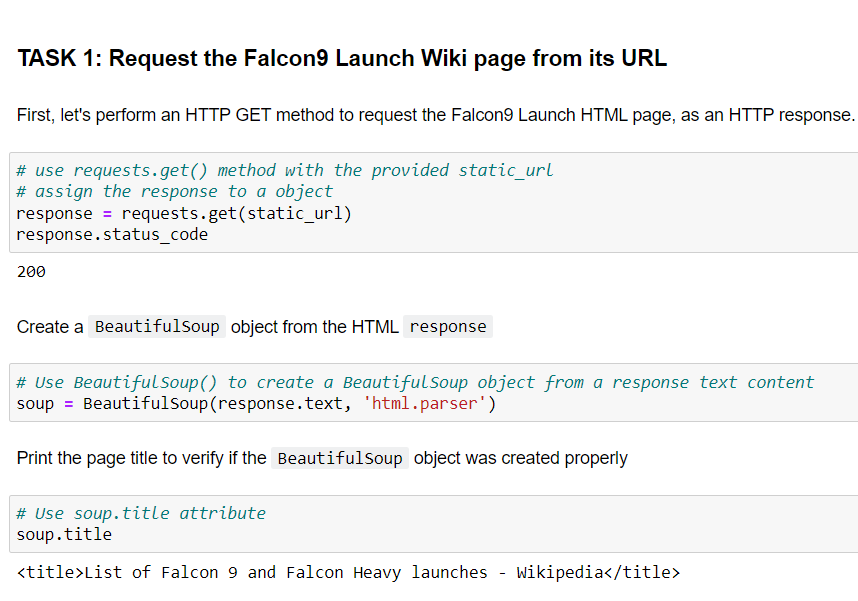 TASK 1: Request the Falcon9 Launch Wiki page from its URL
First, let's perform an HTTP GET method to request the Falcon9 Launch HTML page, as an HTTP response.
# use requests.get() method with the provided static_url
# assign the response to a object
response = requests.get(static_url)
response.status_code
200
Create a BeautifulSoup object from the HTML response
# Use BeautifulSoup() to create a BeautifulSoup object from a response text content
soup = BeautifulSoup(response.text, 'html.parser')
Print the page title to verify if the BeautifulSoup object was created properly
# Use soup.title attribute
soup.title
<title>List of Falcon 9 and Falcon Heavy launches - Wikipedia</title>